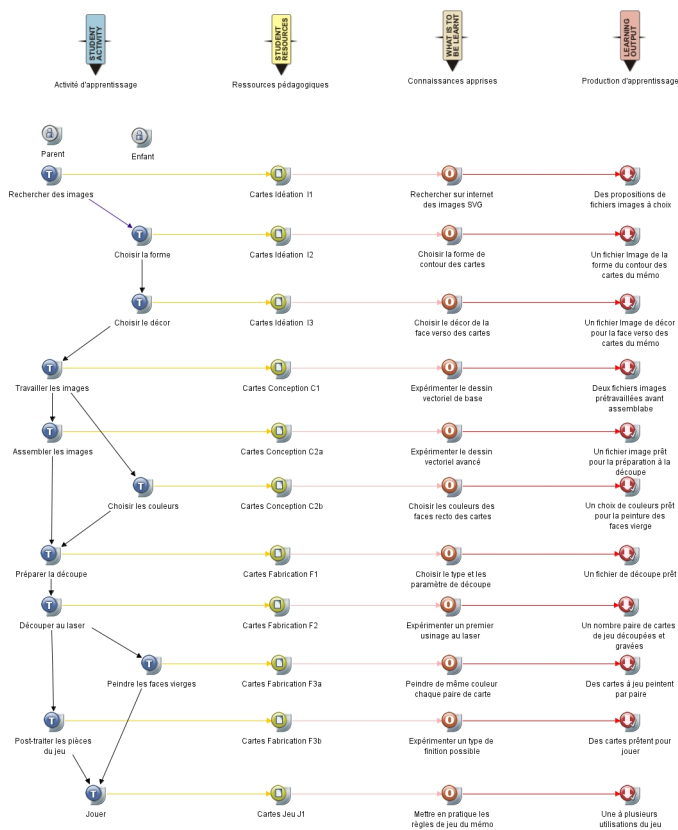 STUDENT
ACTIVITY
STUDENT
RESOURCES
WHAT IS TO
BE LEARNT
LEARNING
OUTPUT
Activité d'apprentissage
Ressources pédagogiques
Connaissances apprises
Production d'apprentissage
Parent
Enfant
T
O
Rechercher des images
Cartes Idéation I1
Rechercher sur internet
des images SVG
Des propositions de
fichiers images à choix
T
O
Choisir la forme
Cartes Idéation I2
Choisir la forme de
contour des cartes
Un fichier Image de la
forme du contour des
cartes du mémo
T
O
Choisir le décor
Cartes Idéation I3
Choisir le décor de la
face verso des cartes
Un fichier Image de décor
pour la face verso des
cartes du mémo
T
O
Travailler les images
Cartes Conception C1
Expérimenter le dessin
vectoriel de base
Deux fichiers images
prétravaillées avant
assemblabe
T
O
Assembler les images
Cartes Conception C2a
Expérimenter le dessin
vectoriel avancé
Un fichier image prêt
pour la préparation à la
découpe
T
O
Choisir les couleurs
Cartes Conception C2b
Choisir les couleurs des
faces recto des cartes
Un choix de couleurs prêt
pour la peinture des
faces vierge
T
O
Préparer la découpe
Cartes Fabrication F1
Choisir le type et les
paramètre de découpe
Un fichier de découpe prêt
T
O
Découper au laser
Cartes Fabrication F2
Expérimenter un premier
usinage au laser
Un nombre paire de cartes
de jeu découpées et
gravées
T
O
Peindre les faces vierges
Cartes Fabrication F3a
Peindre de même couleur
chaque paire de carte
Des cartes à jeu peintent
par paire
T
O
Post-traiter les pièces
du jeu
Cartes Fabrication F3b
Expérimenter un type de
finition possible
Des cartes prêtent pour
jouer
T
O
Jouer
Cartes Jeu J1
Mettre en pratique les
règles de jeu du mémo
Une à plusieurs
utilisations du jeu